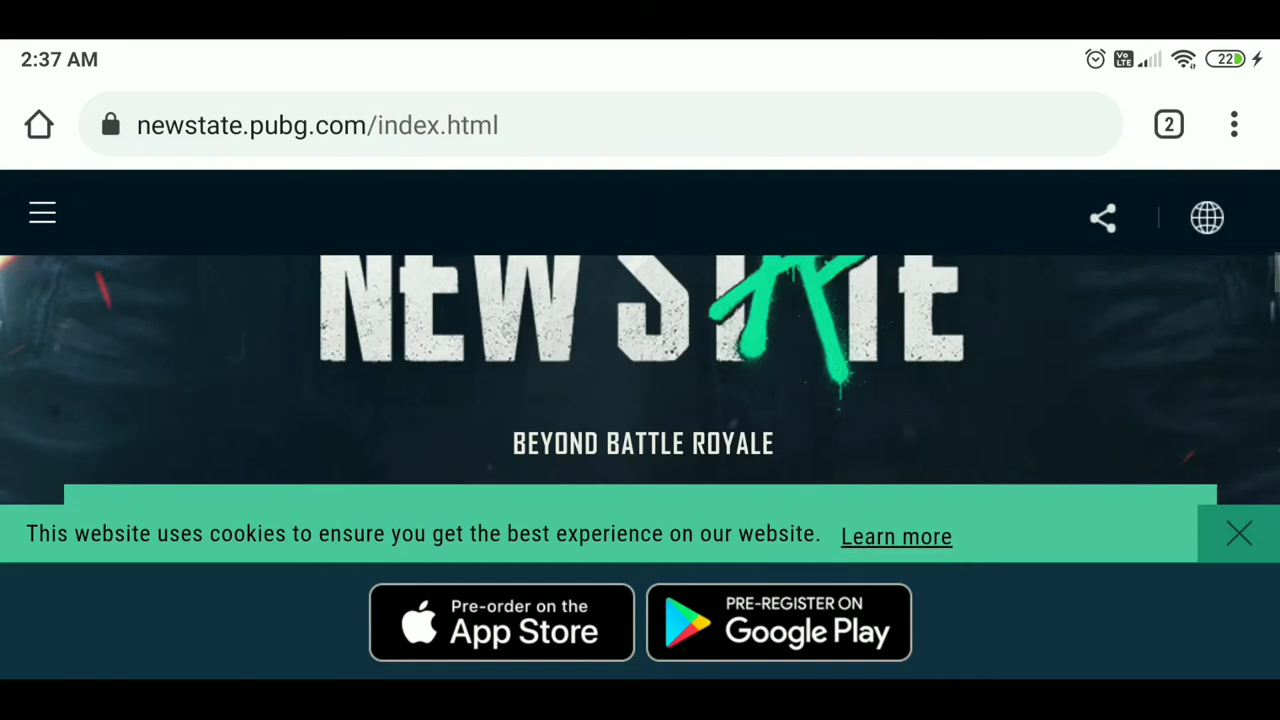 2:37 AM
Vo LTE
22
newstate.pubg.com/index.html
2
NEW STATE
BEYOND BATTLE ROYALE
This website uses cookies to ensure you get the best experience on our website. Learn more
Pre-order on the
App Store
PRE-REGISTER ON
Google Play